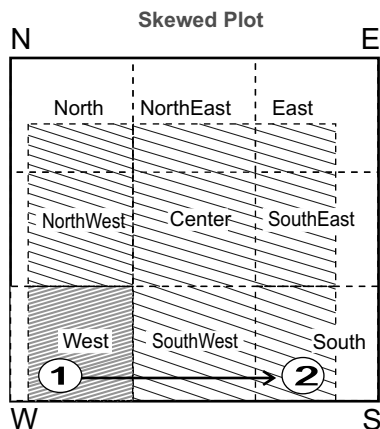 Skewed Plot
N E
North NorthEast East
NorthWest Center SouthEast
West SouthWest South
1 2
W S